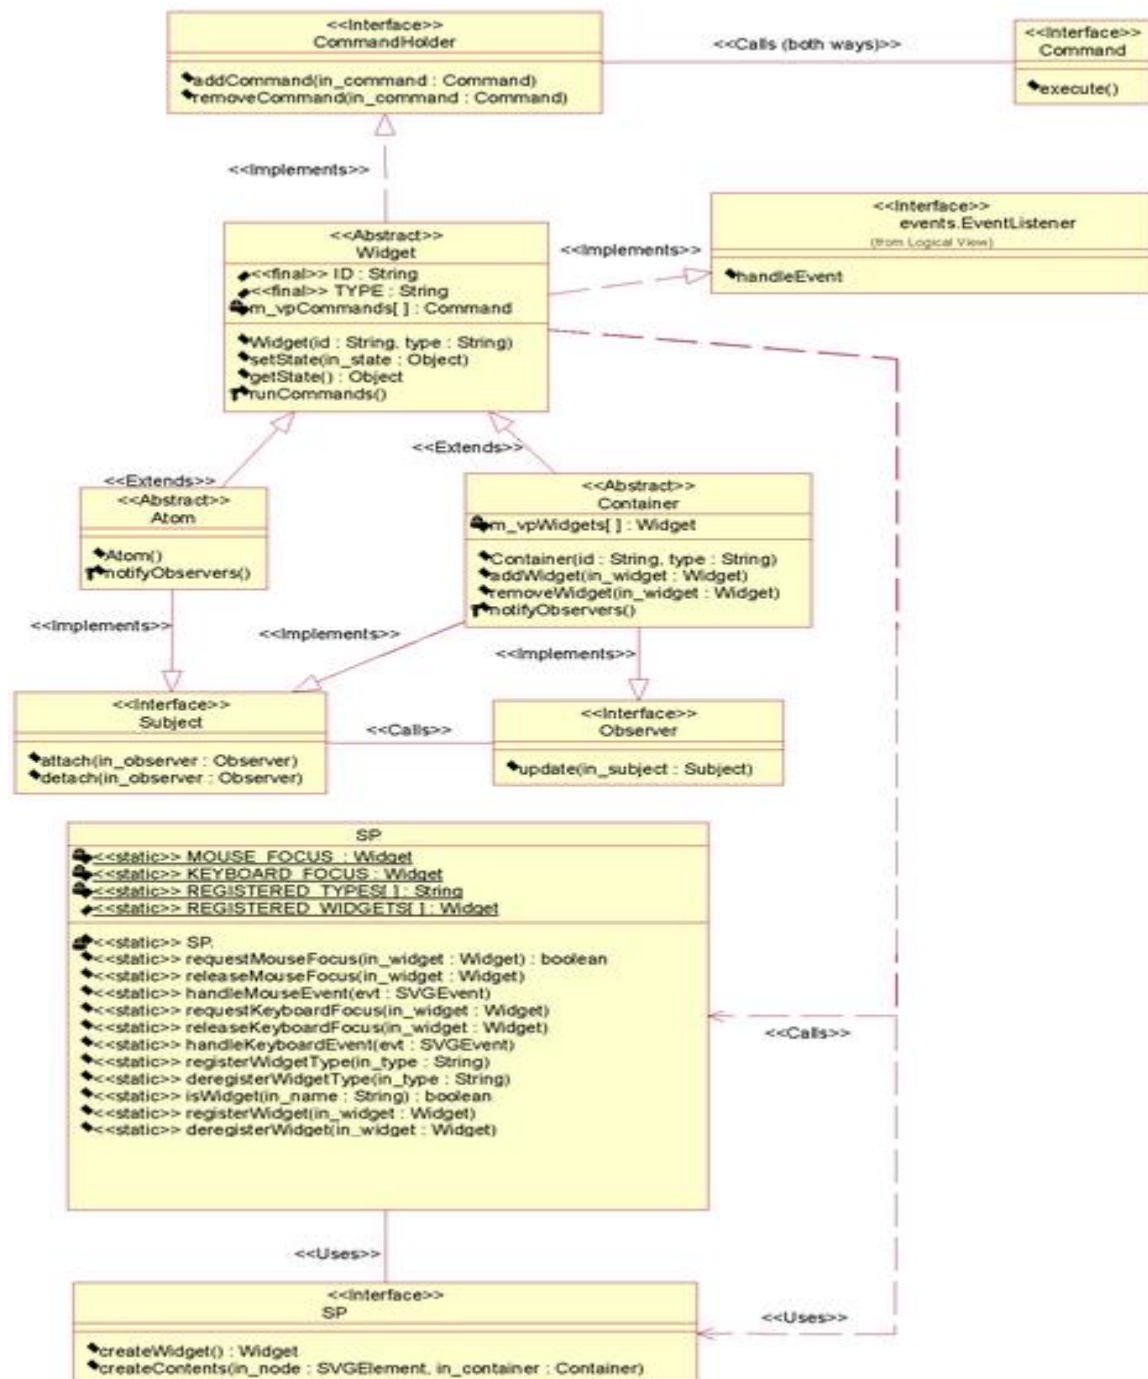 <<Interface>>
CommandHolder
addCommand(in_command : Command)
removeCommand(in_command : Command)
<<Calls (both ways)>>
<<Interface>>
Command
execute()
<<Implements>>
<<Abstract>>
Widget
<<final>> ID : String
<<final>> TYPE : String
m_vpCommands[ ] : Command
Widget(id : String, type : String)
setState(in_state : Object)
getState() : Object
runCommands()
<<Implements>>
<<Interface>>
events.EventListener
(from Logical View)
handleEvent
<<Extends>>
<<Extends>>
<<Abstract>>
Atom
Atom()
notifyObservers()
<<Abstract>>
Container
m_vpWidgets[ ] : Widget
Container(id : String, type : String)
addWidget(in_widget : Widget)
removeWidget(in_widget : Widget)
notifyObservers()
<<Implements>>
<<Implements>>
<<Implements>>
<<Interface>>
Subject
attach(in_observer : Observer)
detach(in_observer : Observer)
<<Calls>>
<<Interface>>
Observer
update(in_subject : Subject)
SP
<<static>> MOUSE_FOCUS : Widget
<<static>> KEYBOARD_FOCUS : Widget
<<static>> REGISTERED_TYPES[ ] : String
<<static>> REGISTERED_WIDGETS[ ] : Widget
<<static>> SP.
<<static>> requestMouseFocus(in_widget : Widget) : boolean
<<static>> releaseMouseFocus(in_widget : Widget)
<<static>> handleMouseEvent(evt : SVGEvent)
<<static>> requestKeyboardFocus(in_widget : Widget)
<<static>> releaseKeyboardFocus(in_widget : Widget)
<<static>> handleKeyboardEvent(evt : SVGEvent)
<<static>> registerWidgetType(in_type : String)
<<static>> deregisterWidgetType(in_type : String)
<<static>> isWidget(in_name : String) : boolean
<<static>> registerWidget(in_widget : Widget)
<<static>> deregisterWidget(in_widget : Widget)
<<Calls>>
<<Uses>>
<<Interface>>
SP
createWidget() : Widget
createContents(in_node : SVGElement, in_container : Container)
<<Uses>>